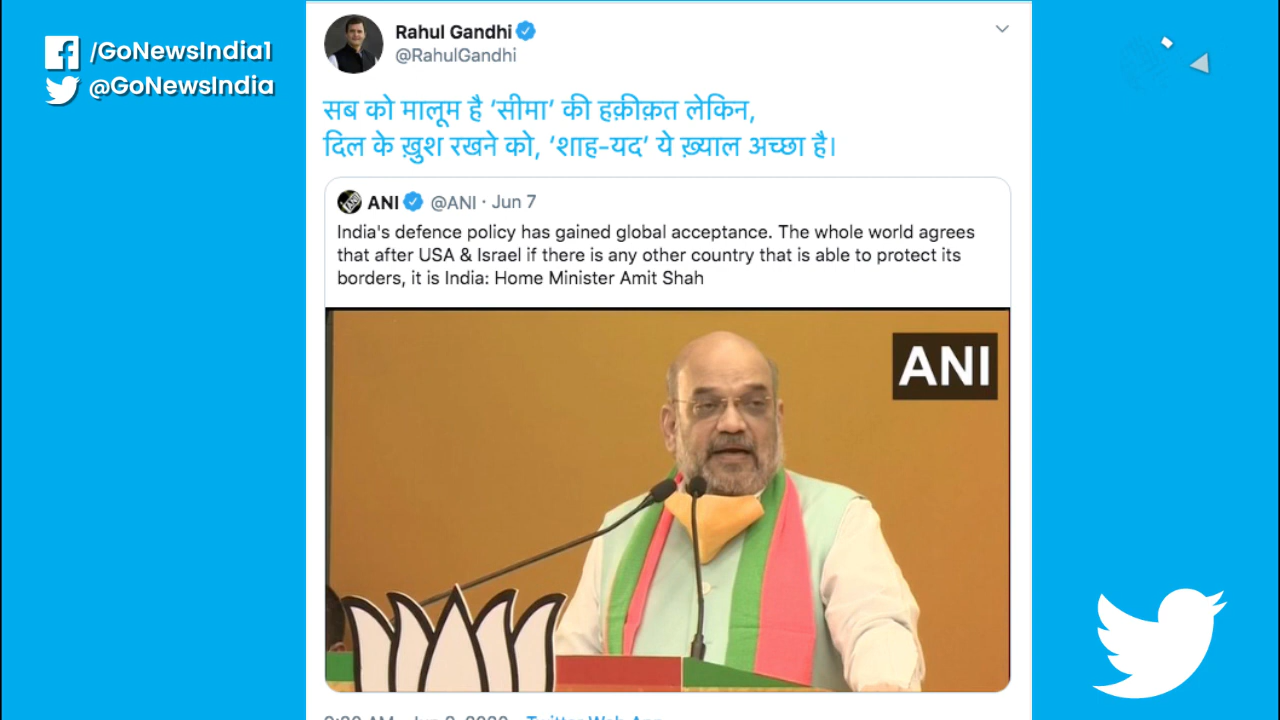 /GoNewsIndia1
@GoNewsIndia
Rahul Gandhi
@RahulGandhi
सब को मालूम है ‘सीमा’ की हक़ीक़त लेकिन,
दिल के ख़ुश रखने को, ‘शाह-यद’ ये ख़्याल अच्छा है।
ANI @ANI · Jun 7
India's defence policy has gained global acceptance. The whole world agrees
that after USA & Israel if there is any other country that is able to protect its
borders, it is India: Home Minister Amit Shah
ANI